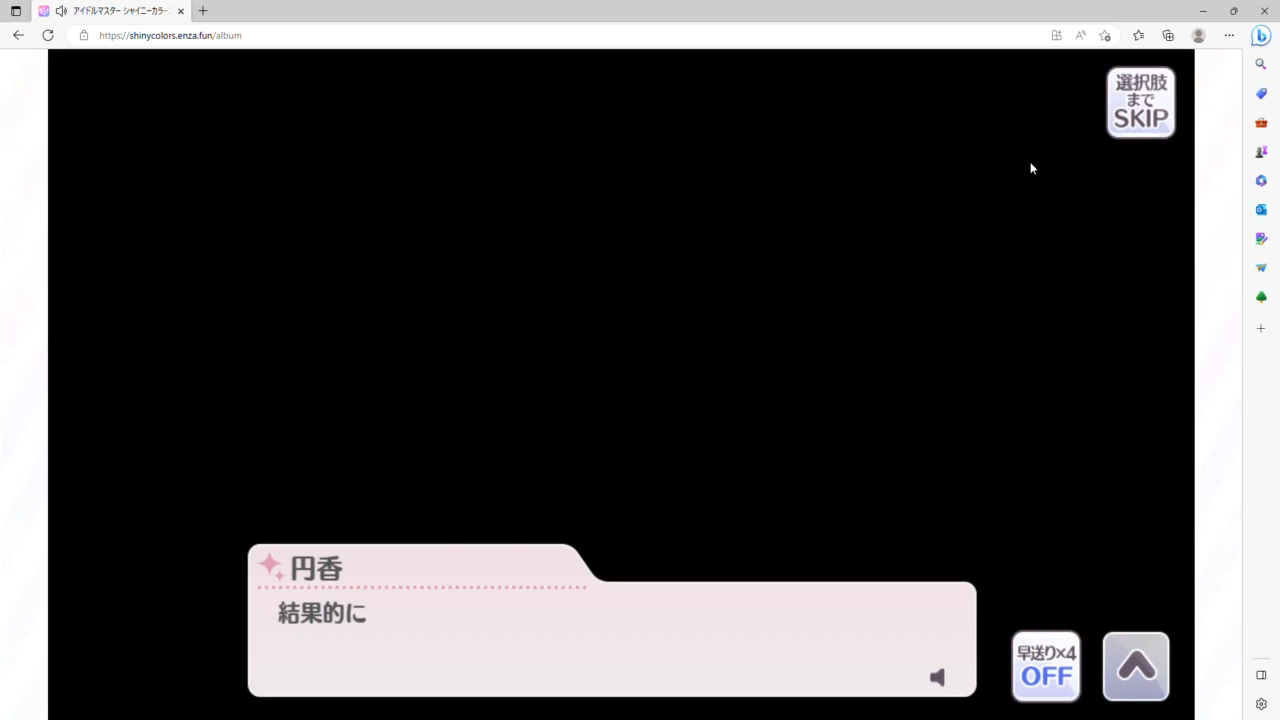 アイドルマスター シャイニーカラーズ
https://shinycolors.enza.fun/album
選択肢
まで
SKIP
円香
結果的に
早送り×4
OFF